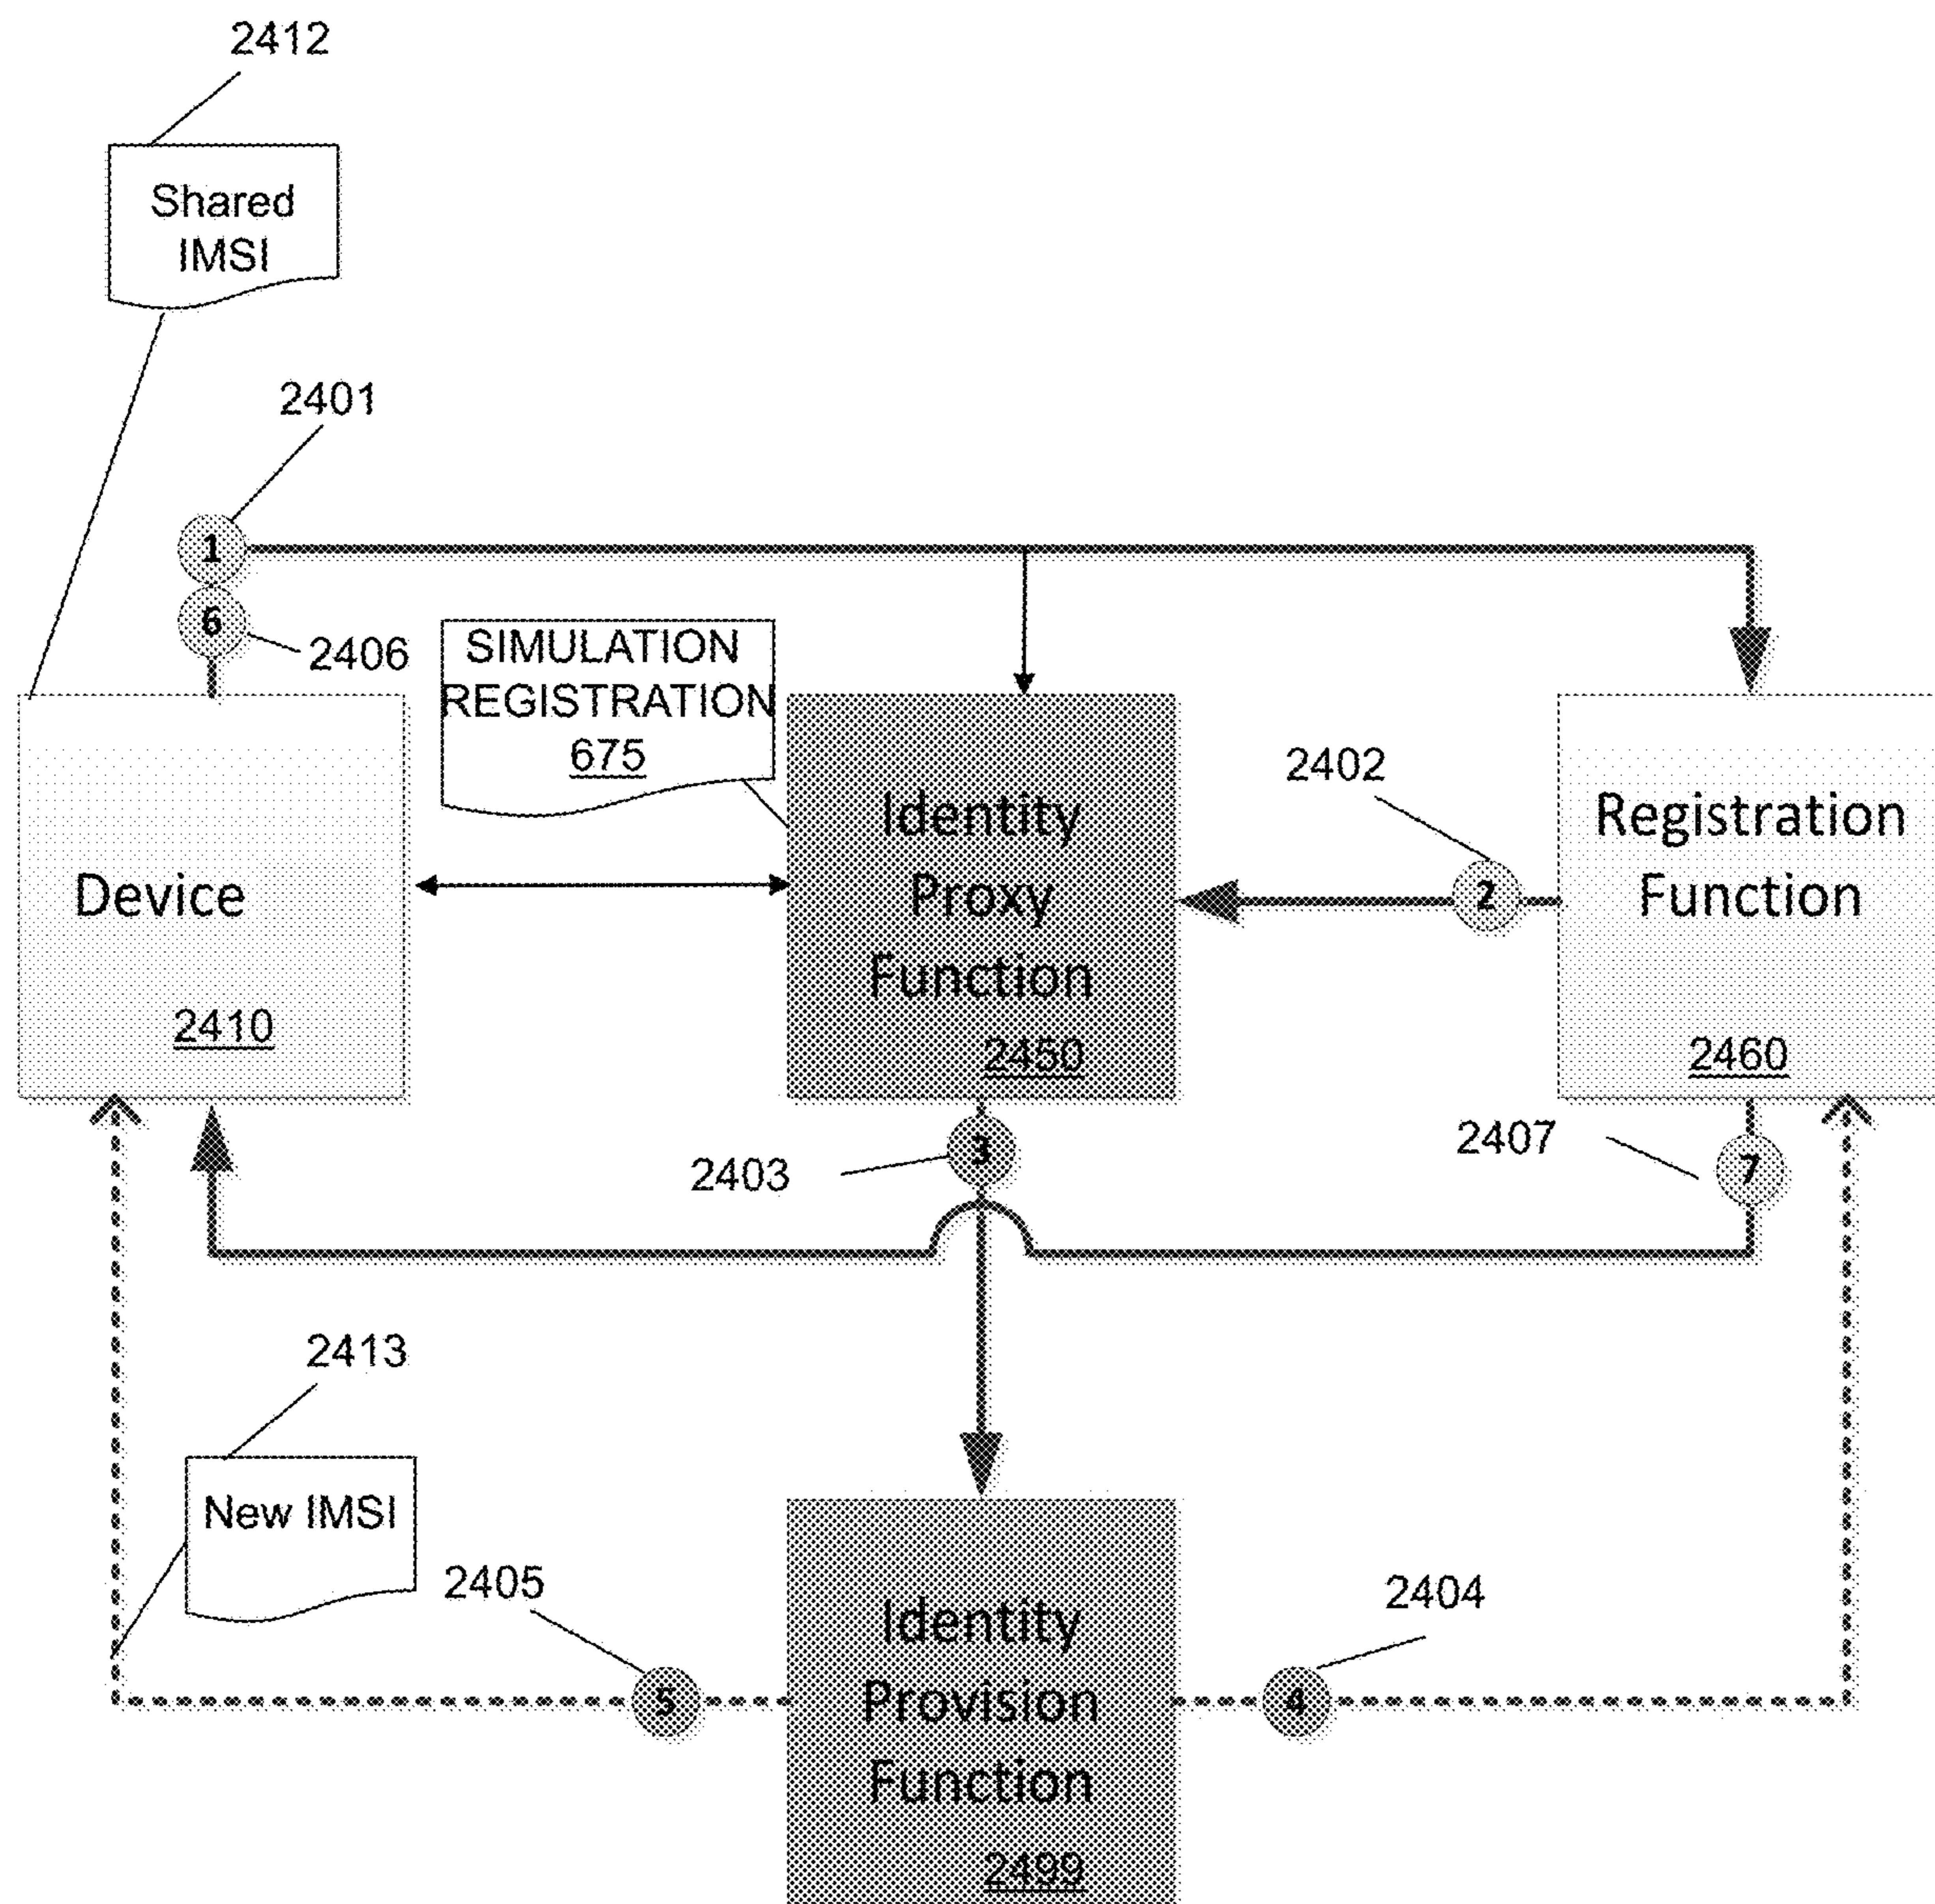 2412
Shared
IMSI
2401
1
6
2406
SIMULATION
REGISTRATION
675
2402
Identity
Proxy
Function
2450
2
Registration
Function
2460
Device
2410
2403
3
2407
7
2413
New IMSI
2405
5
2404
4
Identity
Provision
Function
2499